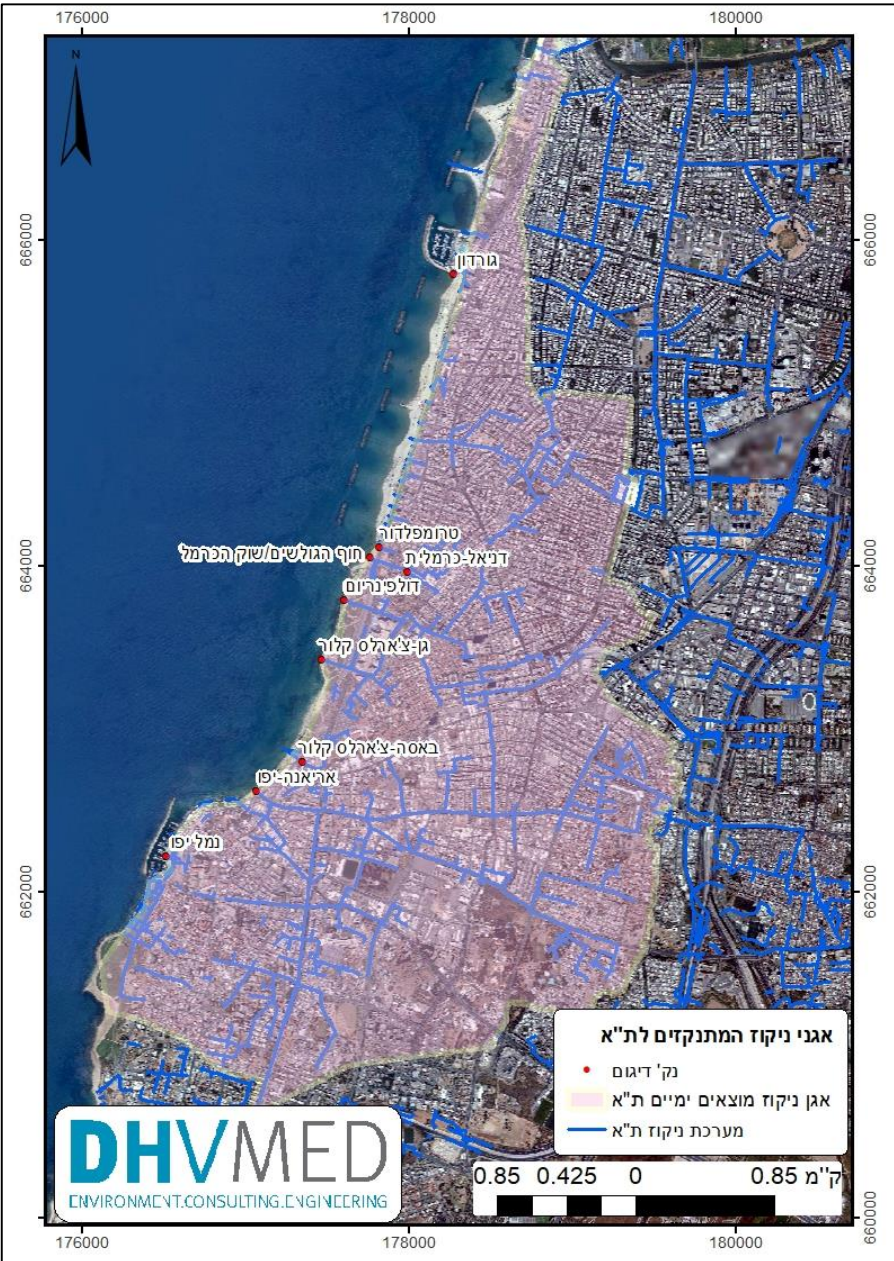 176000 178000 180000
N
666000 666000
גורדון
טרומפלדור
חוף הגולשים/שוק הכרמל
דניאל-כרמלית
664000 664000
דולפינריום
גן-צ'ארלס קלור
באסה-צ'ארלס קלור
אריאנה-יפו
נמל יפו
662000 662000
אגני ניקוז המתנקזים לת"א
נק' דיגום
אגן ניקוז מוצאים ימיים ת"א
מערכת ניקוז ת"א
DHVMED
ENVIRONMENT.CONSULTING.ENGINEERING
0.85 0.425 0 0.85 ק"מ
660000
176000 178000 180000